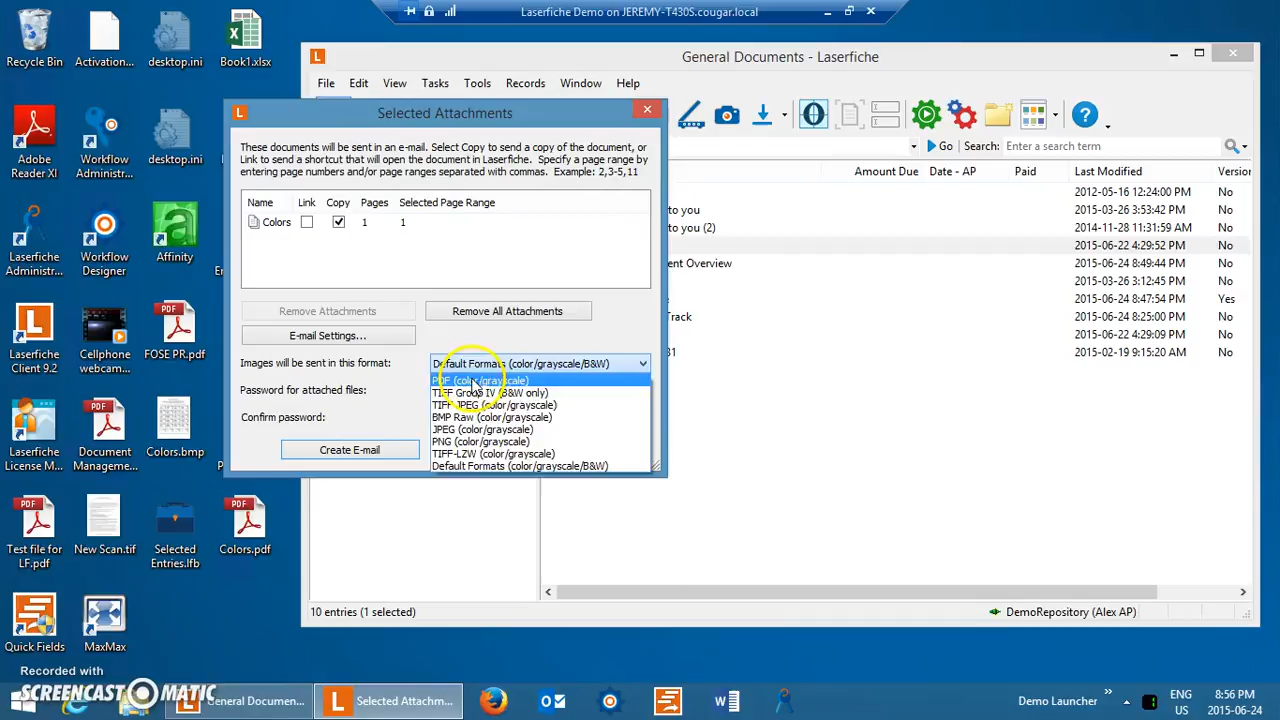 Laserfiche Demo on JEREMY-T430S.cougar.local
Recycle Bin
Activation...
desktop.ini
Book1.xlsx
Adobe Reader XI
Workflow Administr...
desktop.ini
Laserfiche Administr...
Workflow Designer
Affinity
Laserfiche Client 9.2
Cellphone webcam...
FOSE PR.pdf
Laserfiche License M...
Document Manageme...
Colors.bmp
Test file for LF.pdf
New Scan.tif
Selected Entries.lfb
Colors.pdf
Quick Fields
MaxMax
General Documents - Laserfiche
File Edit View Tasks Tools Records Window Help
Go Search: Enter a search term
Amount Due Date - AP Paid Last Modified Versio
2012-05-16 12:24:00 PM No
to you 2015-03-26 3:53:42 PM No
to you (2) 2014-11-28 11:31:59 AM No
2015-06-22 4:29:52 PM No
ent Overview 2015-06-24 8:49:44 PM No
2015-03-26 3:12:45 PM No
2015-06-24 8:47:54 PM Yes
Track 2015-06-24 8:25:00 PM No
2015-06-22 4:29:09 PM No
31 2015-02-19 9:15:20 AM No
10 entries (1 selected)
DemoRepository (Alex AP)
Selected Attachments
These documents will be sent in an e-mail. Select Copy to send a copy of the document, or
Link to send a shortcut that will open the document in Laserfiche. Specify a page range by
entering page numbers and/or page ranges separated with commas. Example: 2,3-5,11
Name Link Copy Pages Selected Page Range
Colors 1 1
Remove Attachments
Remove All Attachments
E-mail Settings...
Images will be sent in this format: Default Formats (color/grayscale/B&W)
PDF (color/grayscale)
TIFF Group IV (B&W only)
TIFF-JPEG (color/grayscale)
BMP Raw (color/grayscale)
JPEG (color/grayscale)
PNG (color/grayscale)
TIFF-LZW (color/grayscale)
Default Formats (color/grayscale/B&W)
Password for attached files:
Confirm password:
Create E-mail
Recorded with
SCREENCAST-O-MATIC
General Documen...
Selected Attachm...
Demo Launcher
ENG
US
8:56 PM
2015-06-24